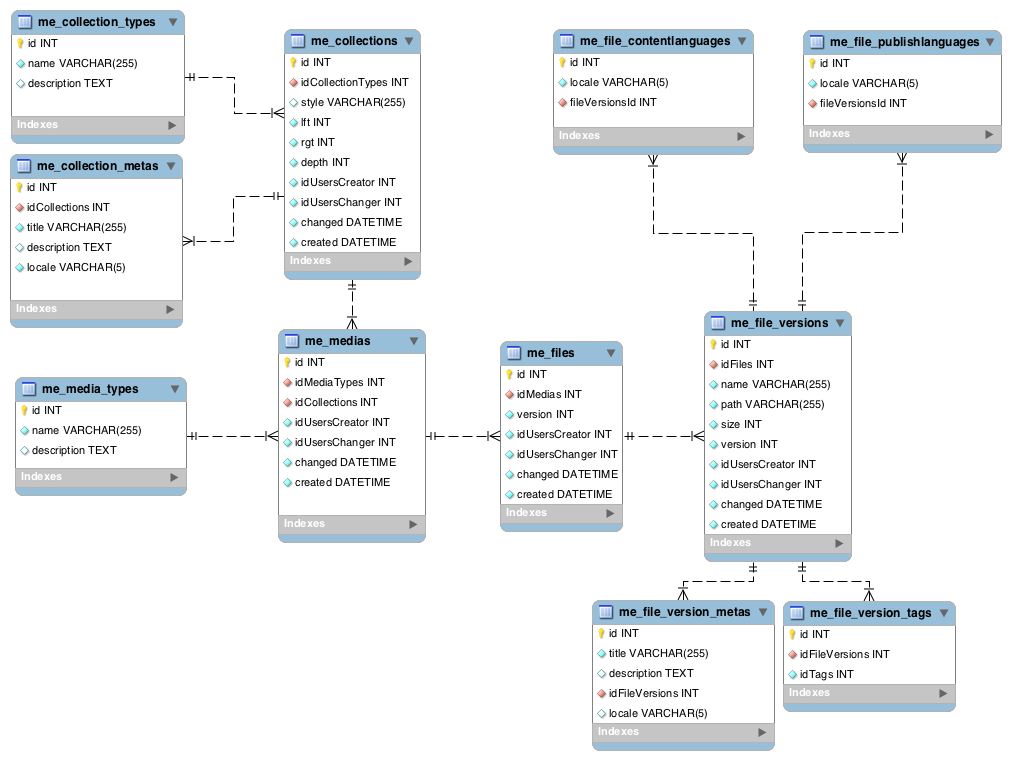 me_collection_types
id INT
name VARCHAR(255)
description TEXT
Indexes
me_collection_metas
id INT
idCollections INT
title VARCHAR(255)
description TEXT
locale VARCHAR(5)
Indexes
me_collections
id INT
idCollectionTypes INT
style VARCHAR(255)
lft INT
rgt INT
depth INT
idUsersCreator INT
idUsersChanger INT
changed DATETIME
created DATETIME
Indexes
me_file_contentlanguages
id INT
locale VARCHAR(5)
fileVersionsId INT
Indexes
me_file_publishlanguages
id INT
locale VARCHAR(5)
fileVersionsId INT
Indexes
me_media_types
id INT
name VARCHAR(255)
description TEXT
Indexes
me_medias
id INT
idMediaTypes INT
idCollections INT
idUsersCreator INT
idUsersChanger INT
changed DATETIME
created DATETIME
Indexes
me_files
id INT
idMedias INT
version INT
idUsersCreator INT
idUsersChanger INT
changed DATETIME
created DATETIME
Indexes
me_file_versions
id INT
idFiles INT
name VARCHAR(255)
path VARCHAR(255)
size INT
version INT
idUsersCreator INT
idUsersChanger INT
changed DATETIME
created DATETIME
Indexes
me_file_version_metas
id INT
title VARCHAR(255)
description TEXT
idFileVersions INT
locale VARCHAR(5)
Indexes
me_file_version_tags
id INT
idFileVersions INT
idTags INT
Indexes